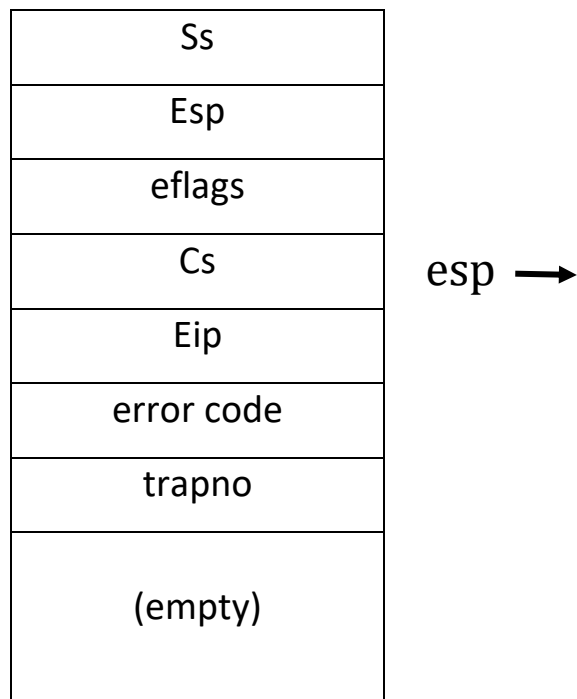 Ss
Esp
eflags
Cs
esp
Eip
error code
trapno
(empty)